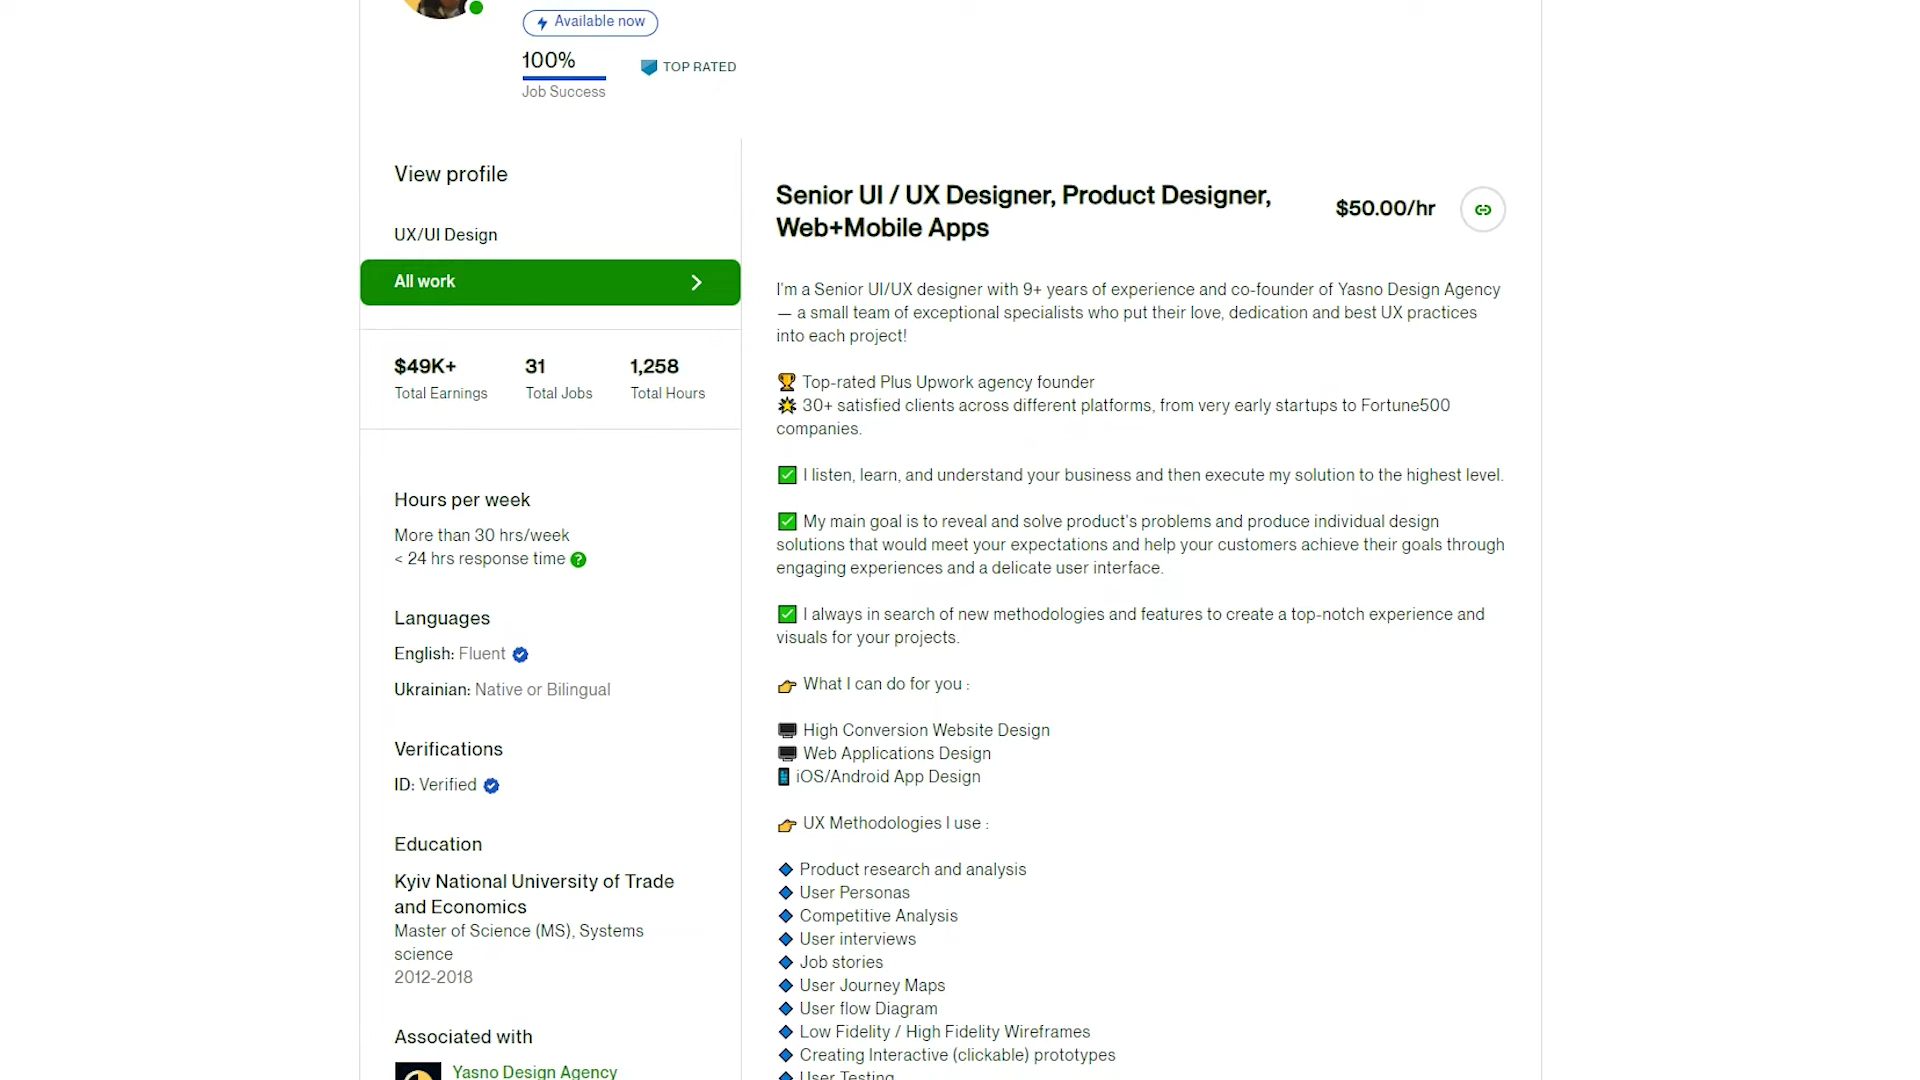 Available now
100%
TOP RATED
Job Success
View profile
UX/UI Design
All work
$49K+
31
1,258
Total Earnings
Total Jobs
Total Hours
Hours per week
More than 30 hrs/week
< 24 hrs response time
Languages
English: Fluent
Ukrainian: Native or Bilingual
Verifications
ID: Verified
Education
Kyiv National University of Trade
and Economics
Master of Science (MS), Systems
science
2012-2018
Associated with
Yasno Design Agency
Senior UI / UX Designer, Product Designer,
Web+Mobile Apps
$50.00/hr
I'm a Senior UI/UX designer with 9+ years of experience and co-founder of Yasno Design Agency
— a small team of exceptional specialists who put their love, dedication and best UX practices
into each project!
🏆 Top-rated Plus Upwork agency founder
🌟 30+ satisfied clients across different platforms, from very early startups to Fortune500
companies.
✅ I listen, learn, and understand your business and then execute my solution to the highest level.
✅ My main goal is to reveal and solve product's problems and produce individual design
solutions that would meet your expectations and help your customers achieve their goals through
engaging experiences and a delicate user interface.
✅ I always in search of new methodologies and features to create a top-notch experience and
visuals for your projects.
👉 What I can do for you :
🖥 High Conversion Website Design
🖥 Web Applications Design
📱 iOS/Android App Design
👉 UX Methodologies I use :
🔹 Product research and analysis
🔹 User Personas
🔹 Competitive Analysis
🔹 User interviews
🔹 Job stories
🔹 User Journey Maps
🔹 User flow Diagram
🔹 Low Fidelity / High Fidelity Wireframes
🔹 Creating Interactive (clickable) prototypes
🔹 User Testing